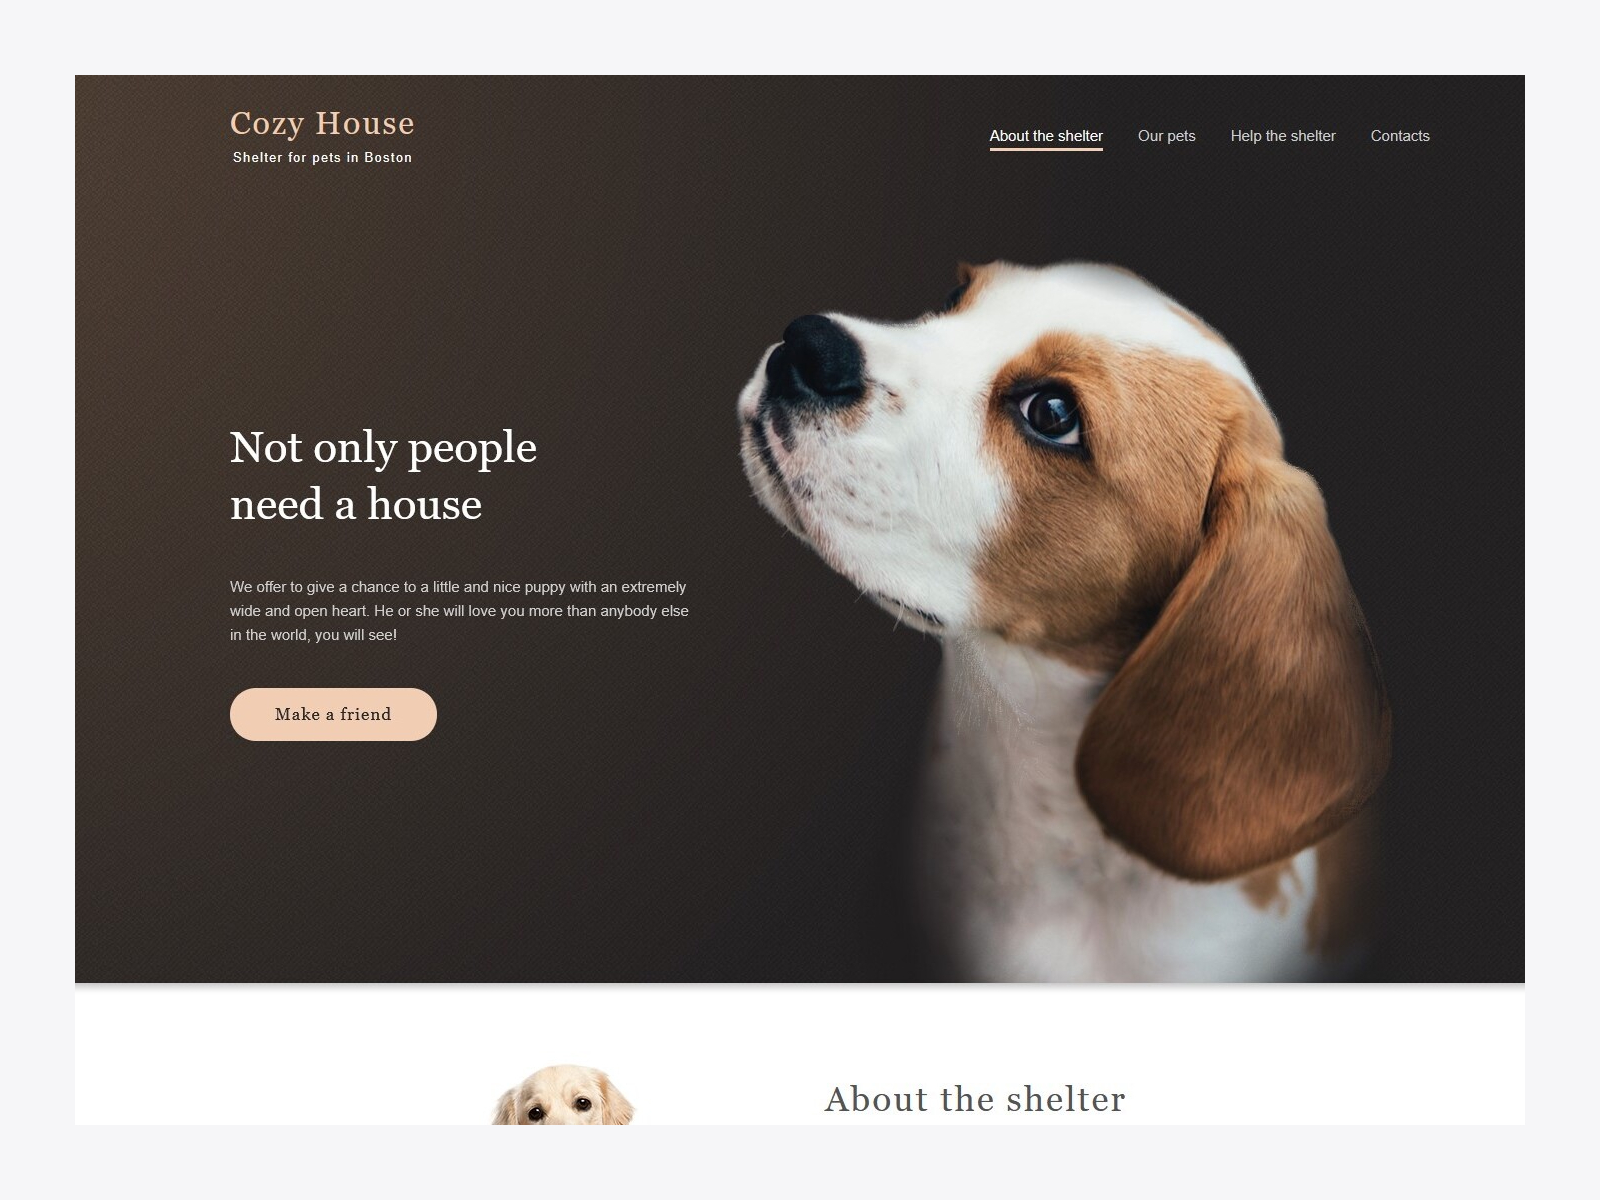 Cozy House
Shelter for pets in Boston
About the shelter
Our pets
Help the shelter
Contacts
Not only people
need a house
We offer to give a chance to a little and nice puppy with an extremely
wide and open heart. He or she will love you more than anybody else
in the world, you will see!
Make a friend
About the shelter